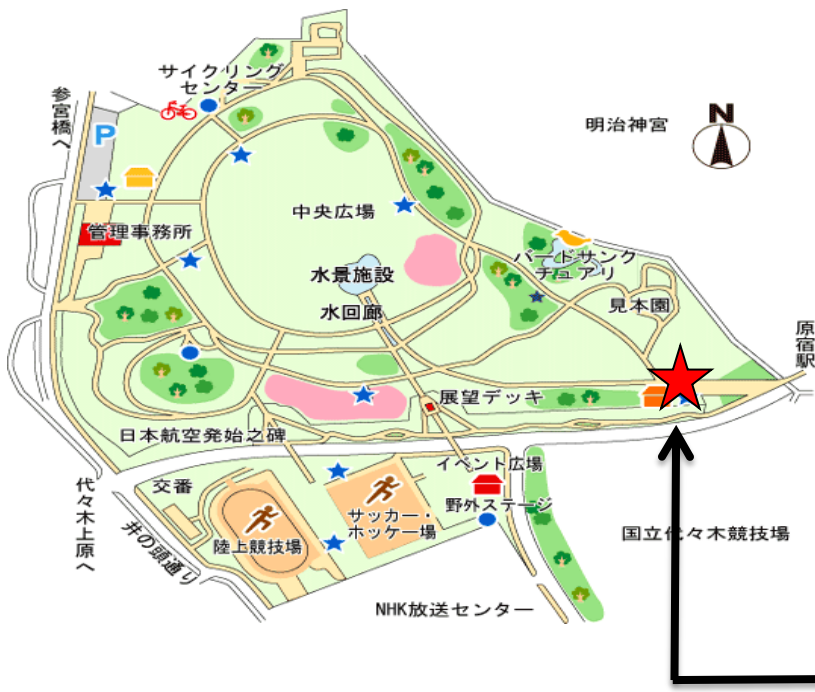 サイクリング
センター
参宮橋へ
P
明治神宮
N
中央広場
管理事務所
バードサンク
チュアリ
水景施設
水回廊
見本園
原宿駅
展望デッキ
日本航空発始之碑
イベント広場
交番
代々木上原へ
井の頭通り
陸上競技場
サッカー・
ホッケー場
野外ステージ
国立代々木競技場
NHK放送センター